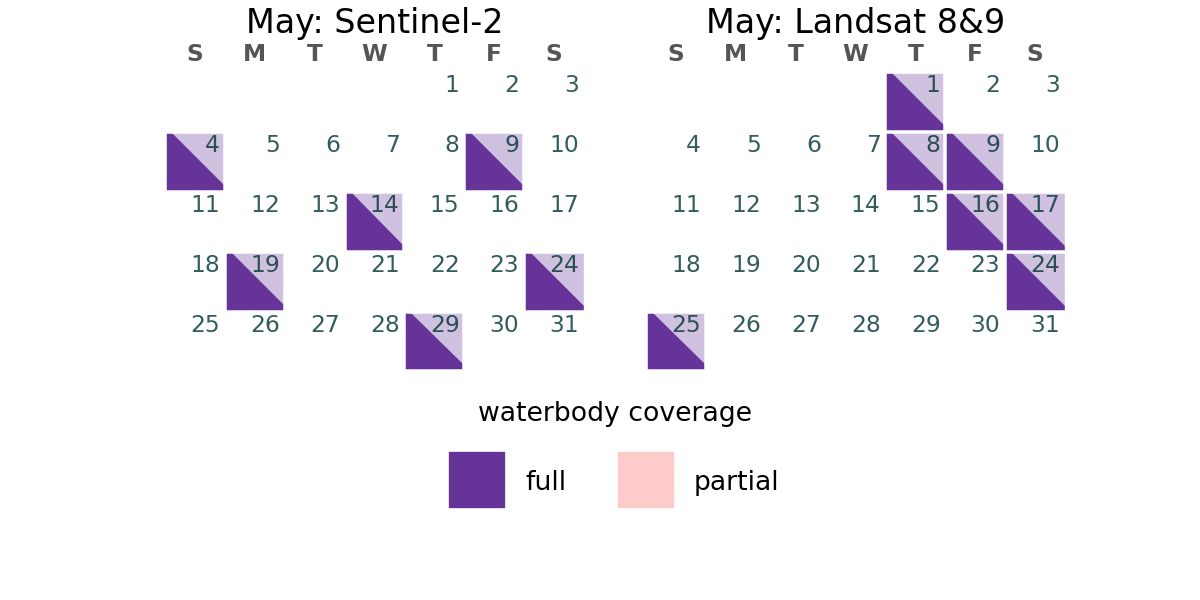 May: Sentinel-2
S M T W T F S
1 2 3
4 5 6 7 8 9 10
11 12 13 14 15 16 17
18 19 20 21 22 23 24
25 26 27 28 29 30 31
May: Landsat 8&9
S M T W T F S
1 2 3
4 5 6 7 8 9 10
11 12 13 14 15 16 17
18 19 20 21 22 23 24
25 26 27 28 29 30 31
waterbody coverage
full partial